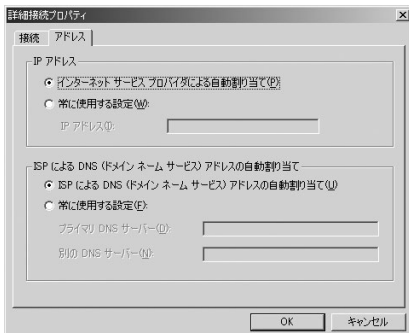 詳細接続プロパティ
接続 アドレス
IP アドレス
インターネット サービス プロバイダによる自動割り当て(P)
常に使用する設定(W):
IP アドレス(I):
ISP による DNS (ドメイン ネーム サービス) アドレスの自動割り当て
ISP による DNS (ドメイン ネーム サービス) アドレスの自動割り当て(U)
常に使用する設定(F):
プライマリ DNS サーバー(D):
別の DNS サーバー(N):
OK キャンセル